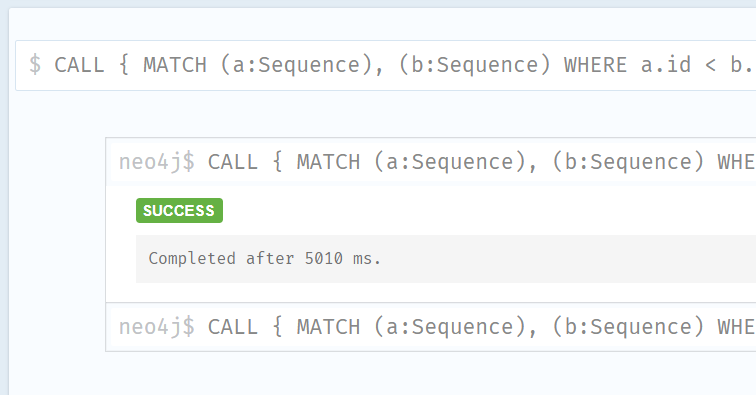 $ CALL { MATCH (a:Sequence), (b:Sequence) WHERE a.id < b.
neo4j$ CALL { MATCH (a:Sequence), (b:Sequence) WHE
SUCCESS
Completed after 5010 ms.
neo4j$ CALL { MATCH (a:Sequence), (b:Sequence) WHE